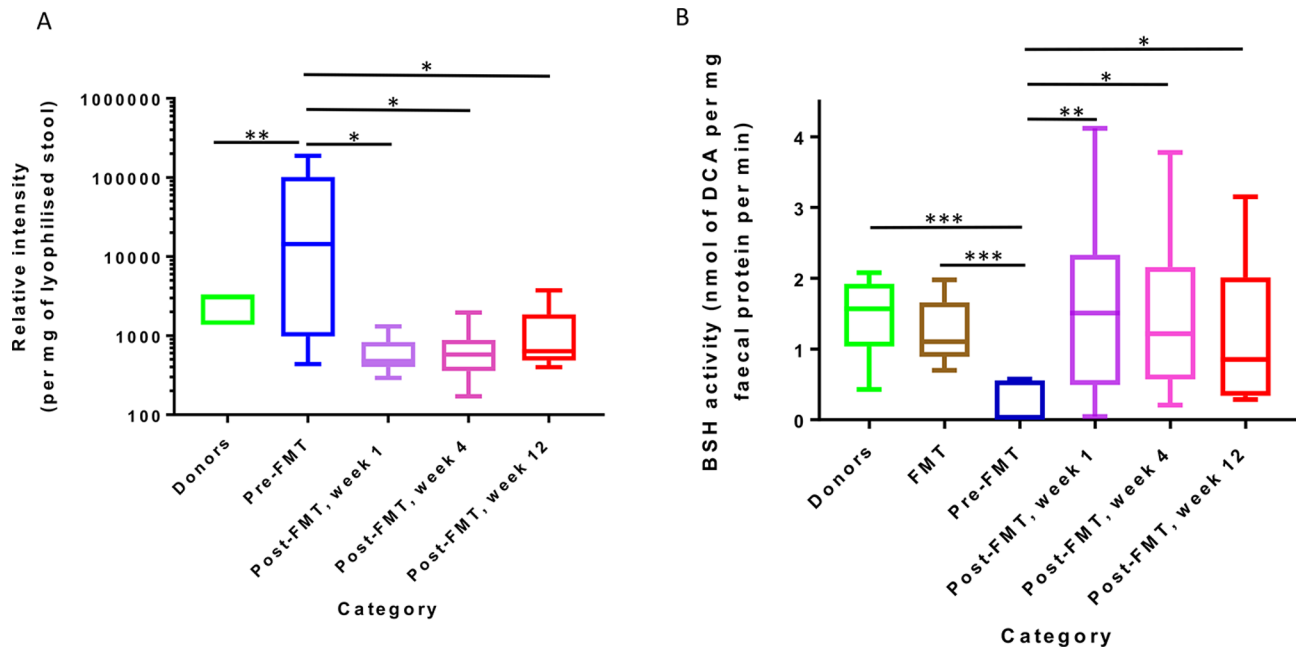 A
Relative intensity
(per mg of lyophilised stool)
1000000
100000
10000
1000
100
**
*
*
*
Donors
Pre-FMT
Post-FMT, week 1
Post-FMT, week 4
Post-FMT, week 12
Category
B
BSH activity (nmol of DCA per mg
faecal protein per min)
4
3
2
1
0
***
***
**
*
*
Donors
FMT
Pre-FMT
Post-FMT, week 1
Post-FMT, week 4
Post-FMT, week 12
Category